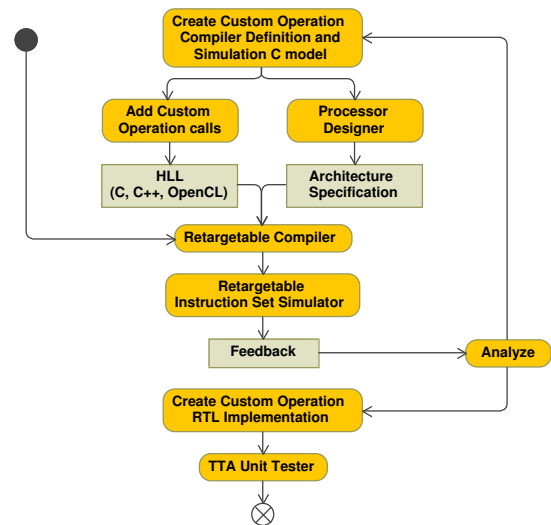 Create Custom Operation
Compiler Definition and
Simulation C model
Add Custom
Operation calls
Processor
Designer
HLL
(C, C++, OpenCL)
Architecture
Specification
Retargetable Compiler
Retargetable
Instruction Set Simulator
Feedback
Analyze
Create Custom Operation
RTL Implementation
TTA Unit Tester